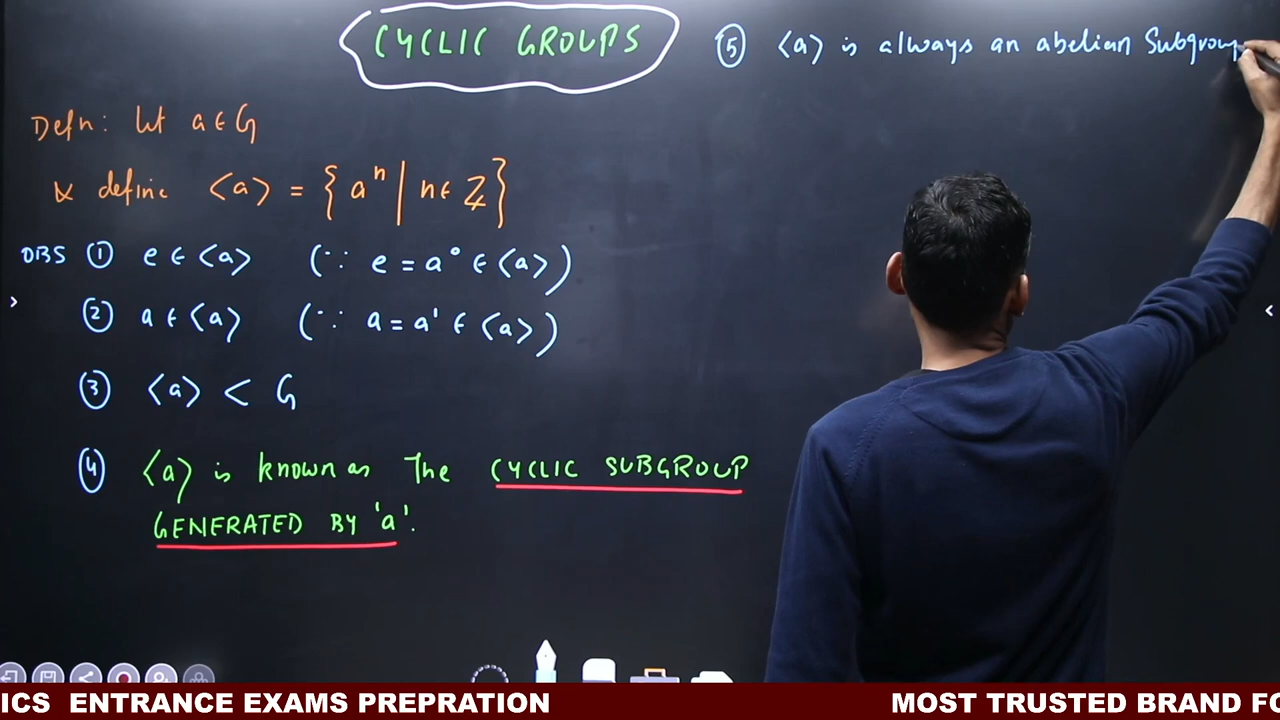 CYCLIC GROUPS
Defn: Let a ∈ G
& define <a> = { aⁿ | n ∈ ℤ }
OBS ① e ∈ <a> (∵ e = a⁰ ∈ <a>)
② a ∈ <a> (∵ a = a¹ ∈ <a>)
③ <a> < G
④ <a> is known as The CYCLIC SUBGROUP
GENERATED BY 'a'.
⑤ <a> is always an abelian Subgroup
ICS ENTRANCE EXAMS PREPRATION MOST TRUSTED BRAND FO